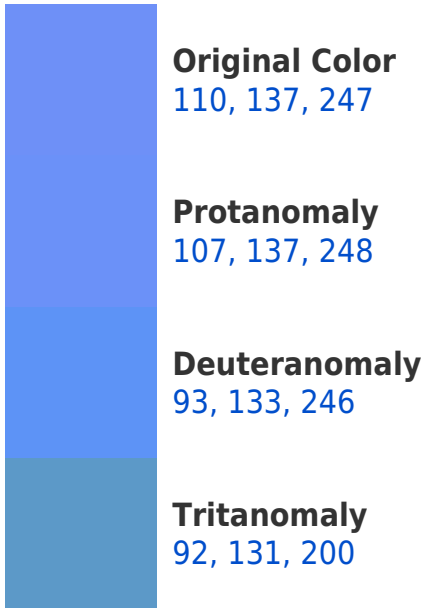 Original Color
110, 137, 247
Protanomaly
107, 137, 248
Deuteranomaly
93, 133, 246
Tritanomaly
92, 131, 200